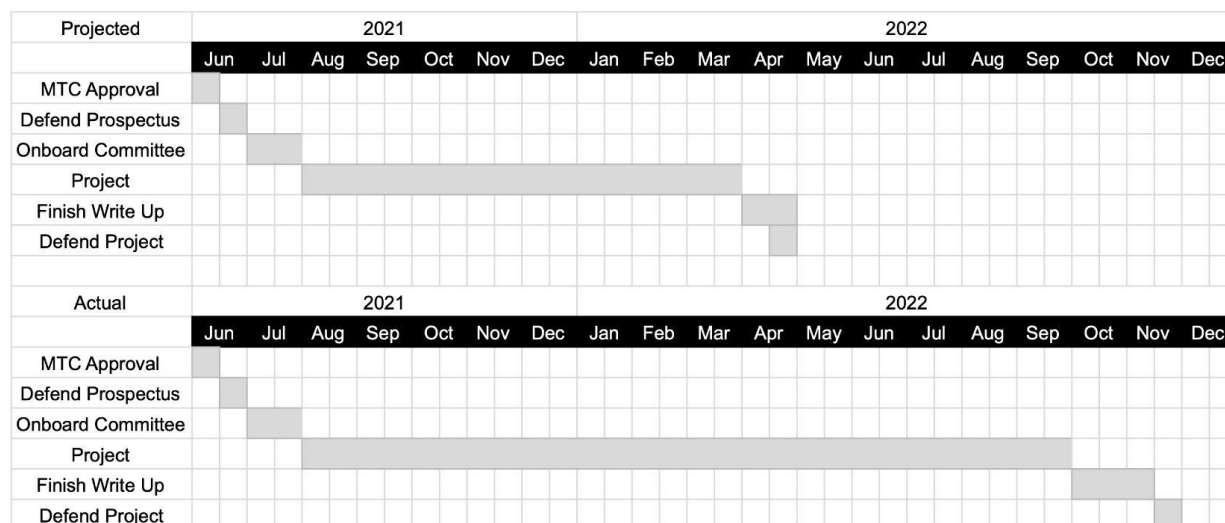 Projected 2021 2022
Jun Jul Aug Sep Oct Nov Dec Jan Feb Mar Apr May Jun Jul Aug Sep Oct Nov Dec
MTC Approval
Defend Prospectus
Onboard Committee
Project
Finish Write Up
Defend Project
Actual 2021 2022
Jun Jul Aug Sep Oct Nov Dec Jan Feb Mar Apr May Jun Jul Aug Sep Oct Nov Dec
MTC Approval
Defend Prospectus
Onboard Committee
Project
Finish Write Up
Defend Project